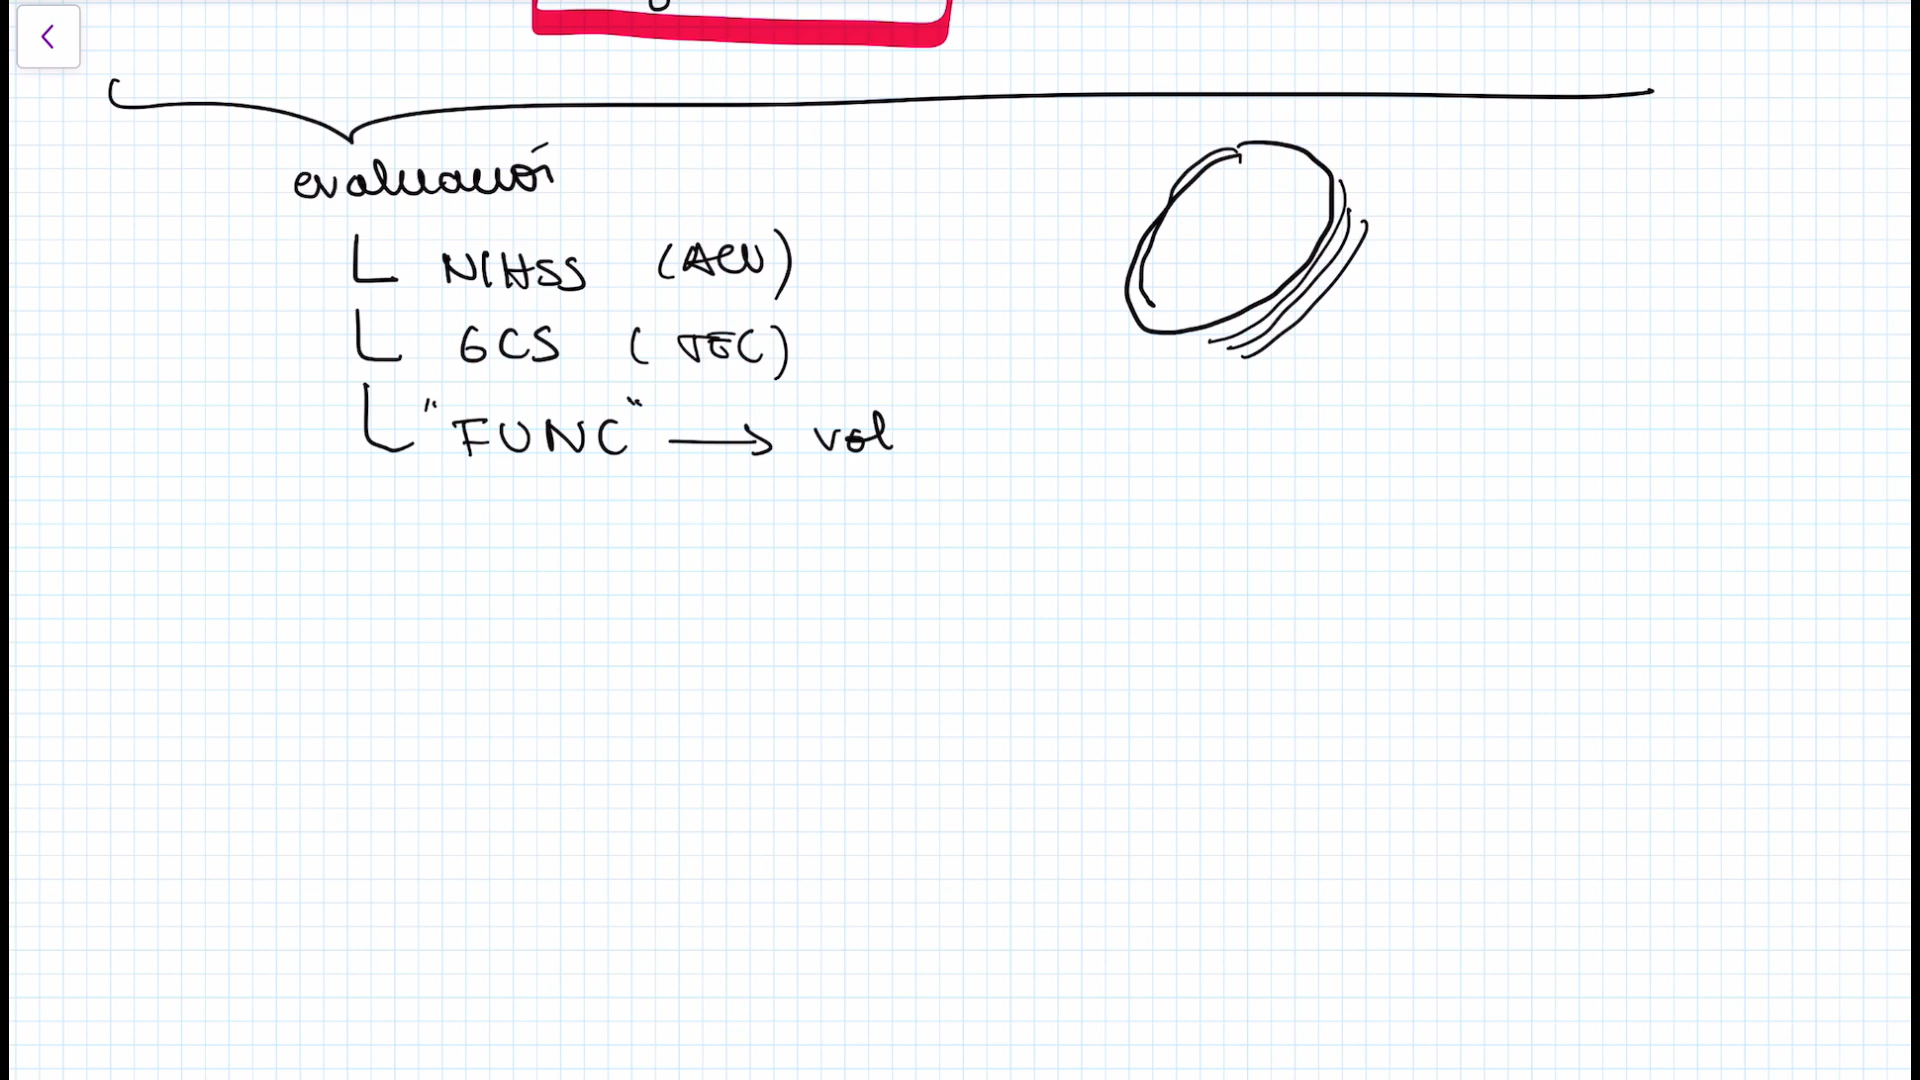 evaluación
NIHSS (ACV)
GCS (TEC)
"FUNC" → vol